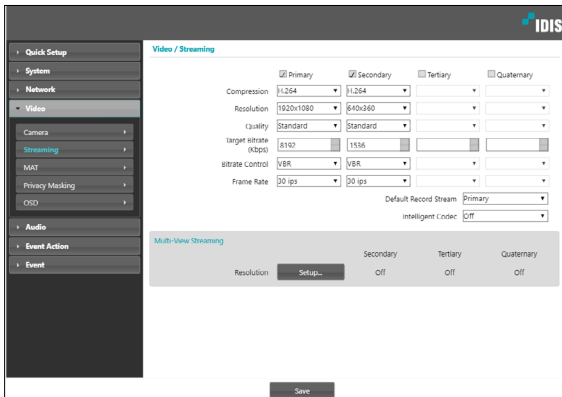 IDIS
Quick Setup
System
Network
Video
Camera
Streaming
MAT
Privacy Masking
OSD
Audio
Event Action
Event
Video / Streaming
Primary Secondary Tertiary Quaternary
Compression H.264 H.264
Resolution 1920x1080 640x360
Quality Standard Standard
Target Bitrate
(Kbps) 8192 1536
Bitrate Control VBR VBR
Frame Rate 30 ips 30 ips
Default Record Stream Primary
Intelligent Codec Off
Multi-View Streaming
Secondary Tertiary Quaternary
Resolution Setup... Off Off Off
Save